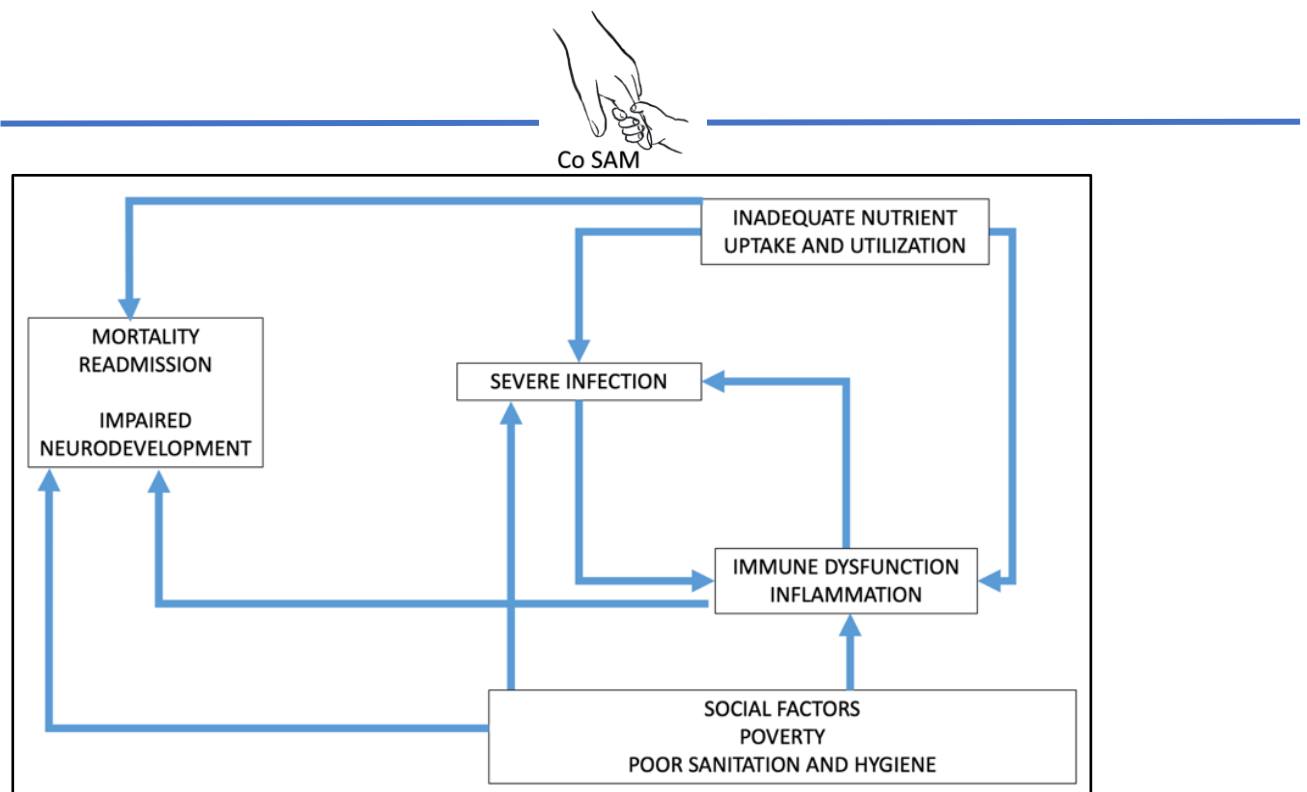 Co SAM
INADEQUATE NUTRIENT
UPTAKE AND UTILIZATION
MORTALITY
READMISSION
IMPAIRED
NEURODEVELOPMENT
SEVERE INFECTION
IMMUNE DYSFUNCTION
INFLAMMATION
SOCIAL FACTORS
POVERTY
POOR SANITATION AND HYGIENE